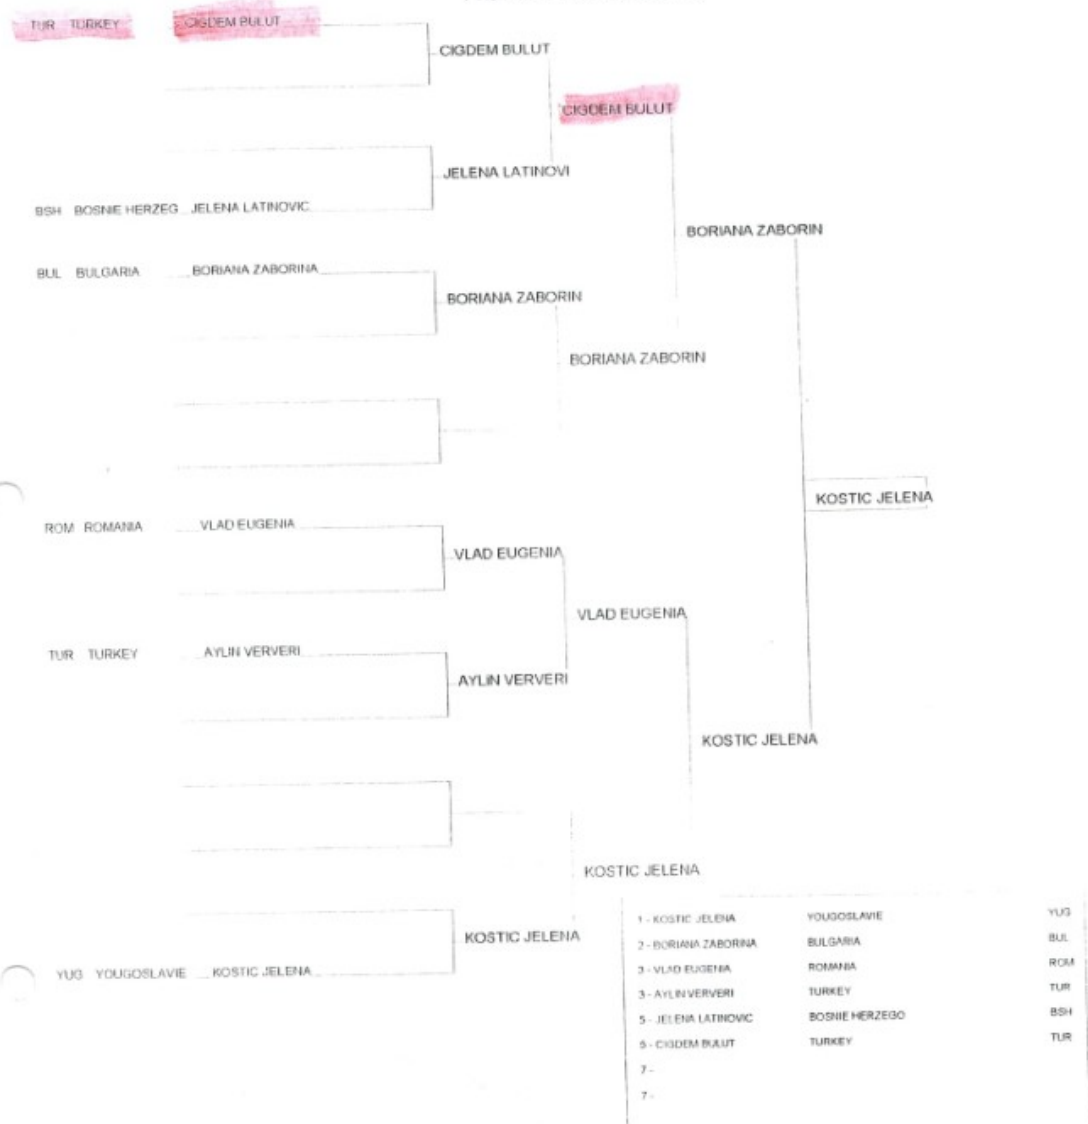 TUR TURKEY CIGDEM BULUT
CIGDEM BULUT
CIGDEM BULUT
JELENA LATINOVI
BSH BOSNIE HERZEG JELENA LATINOVIC
BORIANA ZABORIN
BUL BULGARIA BORIANA ZABORINA
BORIANA ZABORIN
BORIANA ZABORIN
KOSTIC JELENA
ROM ROMANIA VLAD EUGENIA
VLAD EUGENIA
VLAD EUGENIA
TUR TURKEY AYLIN VERVERI
AYLIN VERVERI
KOSTIC JELENA
KOSTIC JELENA
KOSTIC JELENA
YUG YOUGOSLAVIE KOSTIC JELENA
1 - KOSTIC JELENA YOUGOSLAVIE YUG
2 - BORIANA ZABORINA BULGARIA BUL
3 - VLAD EUGENIA ROMANIA ROM
3 - AYLIN VERVERI TURKEY TUR
5 - JELENA LATINOVIC BOSNIE HERZEGO BSH
5 - CIGDEM BULUT TURKEY TUR
7 -
7 -